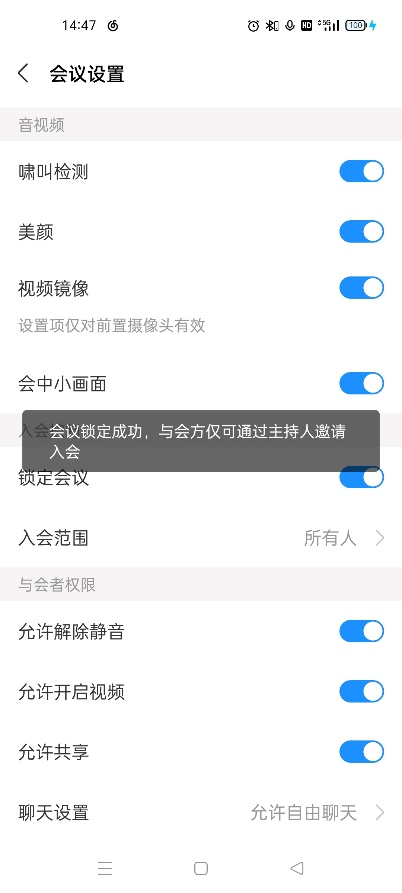 14:47
HD
5G
100
会议设置
音视频
啸叫检测
美颜
视频镜像
设置项仅对前置摄像头有效
会中小画面
会议锁定成功，与会方仅可通过主持人邀请
入会
锁定会议
入会范围
所有人
与会者权限
允许解除静音
允许开启视频
允许共享
聊天设置
允许自由聊天